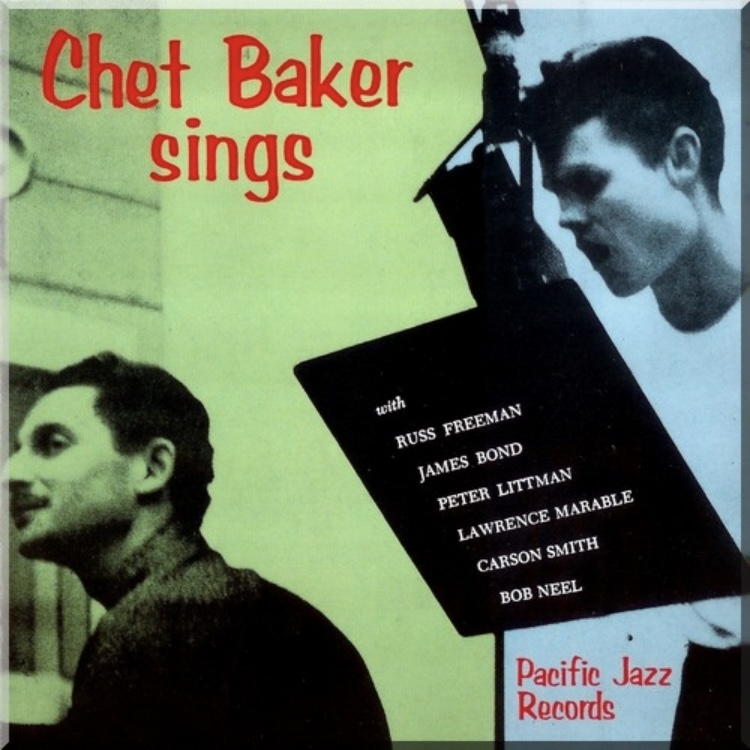 Chet Baker
sings
with
RUSS FREEMAN
JAMES BOND
PETER LITTMAN
LAWRENCE MARABLE
CARSON SMITH
BOB NEEL
Pacific Jazz
Records